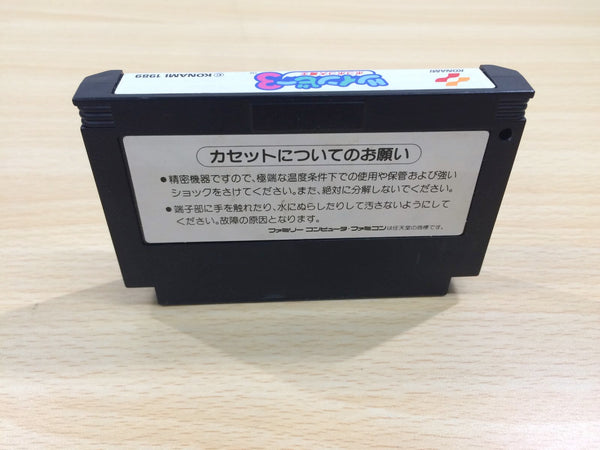 © KONAMI 1989
ツインビー3
KONAMI
カセットについてのお願い
●精密機器ですので、極端な温度条件下での使用や保管および強い
ショックをさけてください。また、絶対に分解しないでください。
●端子部に手を触れたり、水にぬらしたりして汚さないようにして
ください。故障の原因となります。
ファミリー コンピュータ・ファミコンは任天堂の商標です。